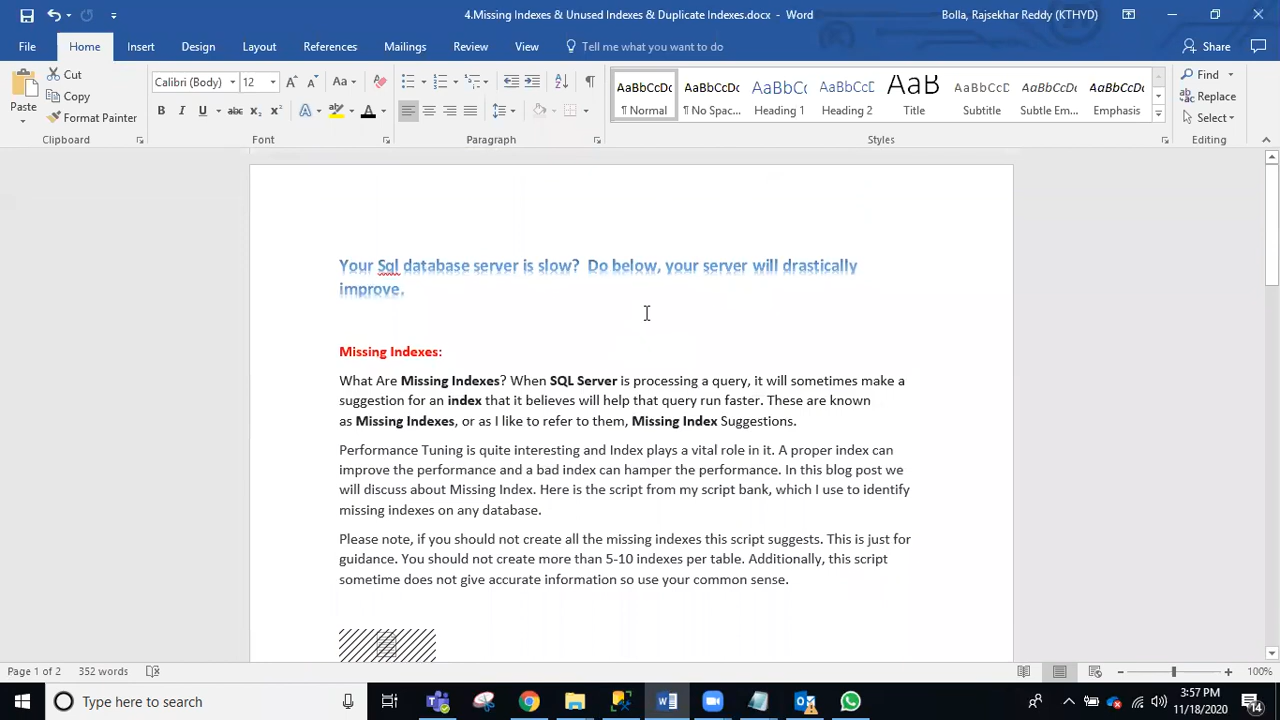 4.Missing Indexes & Unused Indexes & Duplicate Indexes.docx - Word
Bolla, Rajsekhar Reddy (KTHYD)
File Home Insert Design Layout References Mailings Review View Tell me what you want to do Share
Paste
Cut
Copy
Format Painter
Clipboard
Calibri (Body) 12
Aa
B I U abc x₂ x² A ab A
Font
Paragraph
AaBbCcDc AaBbCcDc AaBbCc AaBbCcD AaB AaBbCcD AaBbCcDc AaBbCcDc
¶ Normal ¶ No Spac... Heading 1 Heading 2 Title Subtitle Subtle Em... Emphasis
Styles
Find
Replace
Select
Editing
Your Sql database server is slow? Do below, your server will drastically
improve.
Missing Indexes:
What Are Missing Indexes? When SQL Server is processing a query, it will sometimes make a
suggestion for an index that it believes will help that query run faster. These are known
as Missing Indexes, or as I like to refer to them, Missing Index Suggestions.
Performance Tuning is quite interesting and Index plays a vital role in it. A proper index can
improve the performance and a bad index can hamper the performance. In this blog post we
will discuss about Missing Index. Here is the script from my script bank, which I use to identify
missing indexes on any database.
Please note, if you should not create all the missing indexes this script suggests. This is just for
guidance. You should not create more than 5-10 indexes per table. Additionally, this script
sometime does not give accurate information so use your common sense.
Page 1 of 2 352 words
100%
Type here to search
3:57 PM
11/18/2020
14